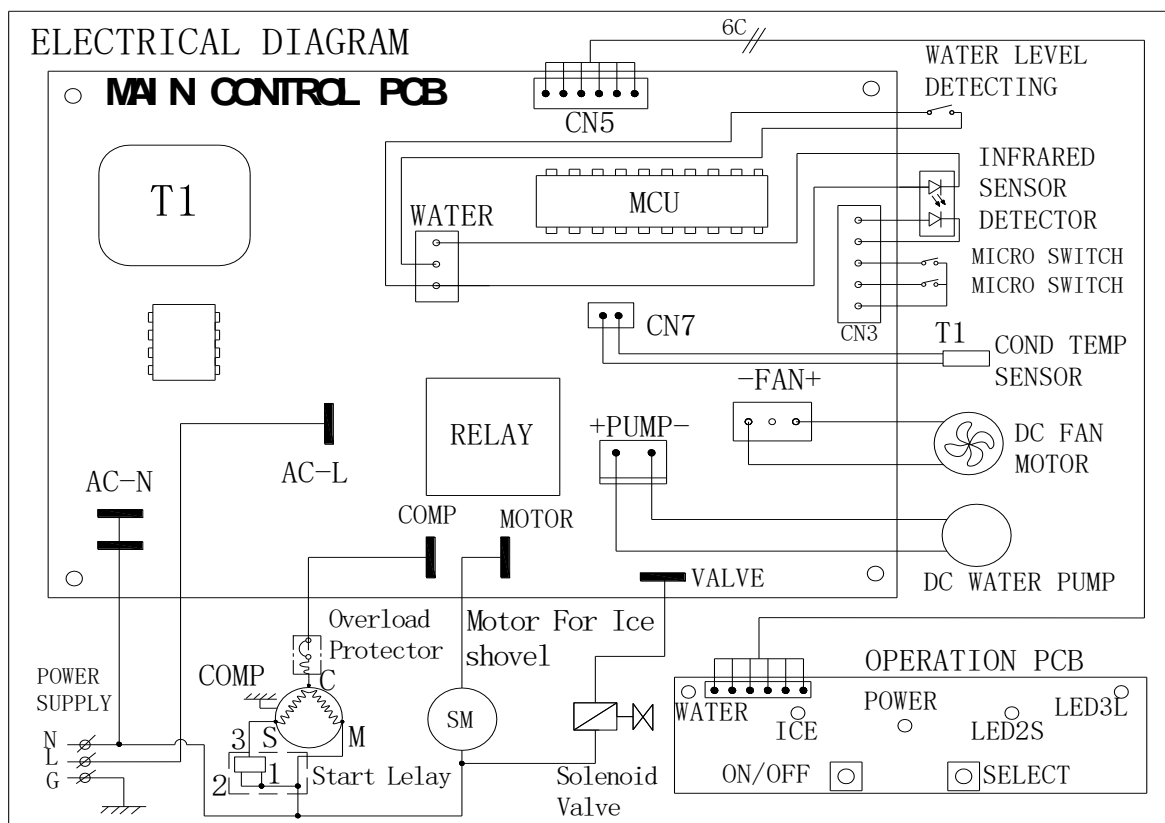 ELECTRICAL DIAGRAM
6C
WATER LEVEL
DETECTING
MAIN CONTROL PCB
CN5
T1
MCU
WATER
INFRARED
SENSOR
DETECTOR
MICRO SWITCH
MICRO SWITCH
CN7
CN3
T1
COND TEMP
SENSOR
-FAN+
DC FAN
MOTOR
+PUMP-
RELAY
AC-L
AC-N
COMP
MOTOR
VALVE
DC WATER PUMP
Overload
Protector
Motor For Ice
shovel
COMP
C
S
M
POWER
SUPPLY
N
L
G
3
2
1
Start Lelay
SM
Solenoid
Valve
OPERATION PCB
WATER
ICE
POWER
LED2S
LED3L
ON/OFF
SELECT